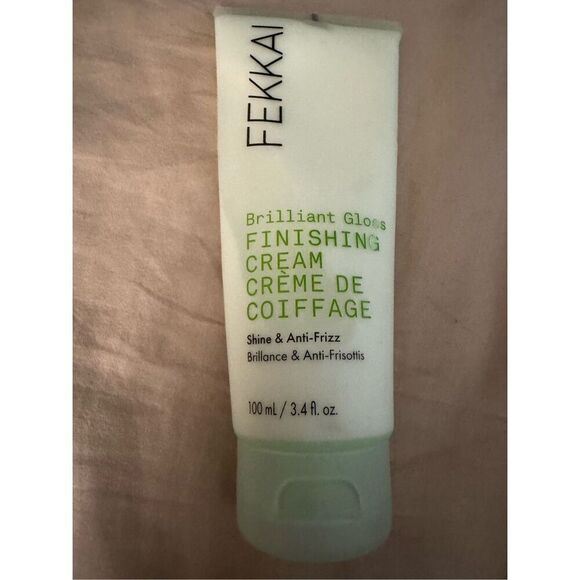 FEKKAI
Brilliant Gloss
FINISHING
CREAM
CRÈME DE
COIFFAGE
Shine & Anti-Frizz
Brillance & Anti-Frisottis
100 mL / 3.4 fl. oz.